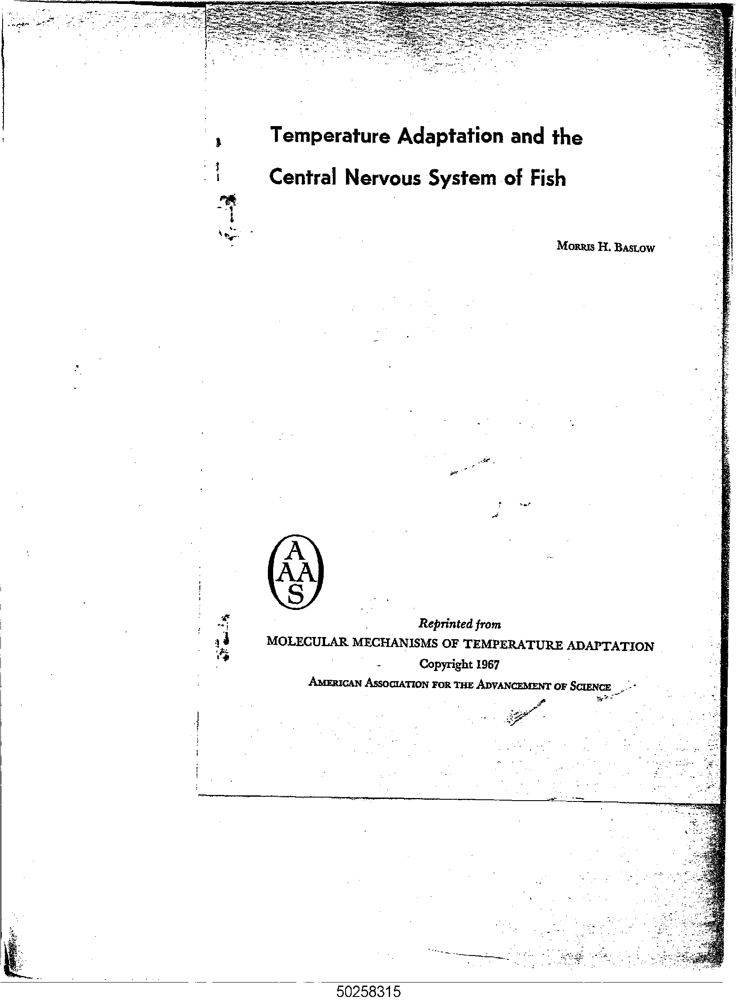 Temperature Adaptation and the
Central Nervous System of Fish
MORRIS H. BASLOW
A
AA
S
Reprinted from
MOLECULAR MECHANISMS OF TEMPERATURE ADAPTATION
Copyright 1967
AMERICAN ASSOCIATION FOR THE ADVANCEMENT OF SCIENCE
50258315